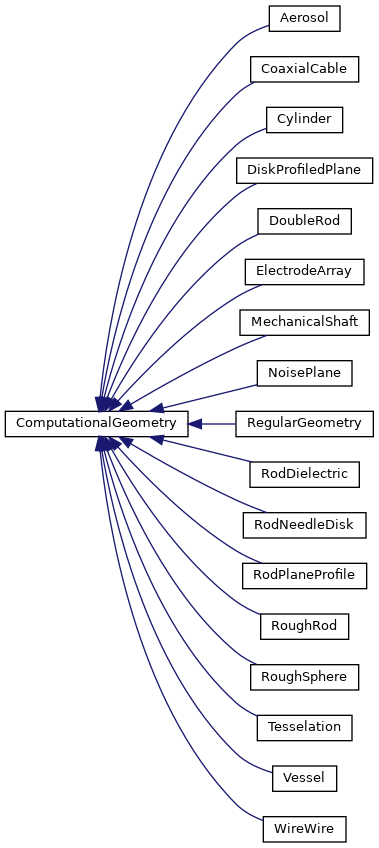 Aerosol
CoaxialCable
Cylinder
DiskProfiledPlane
DoubleRod
ElectrodeArray
MechanicalShaft
NoisePlane
ComputationalGeometry
RegularGeometry
RodDielectric
RodNeedleDisk
RodPlaneProfile
RoughRod
RoughSphere
Tesselation
Vessel
WireWire